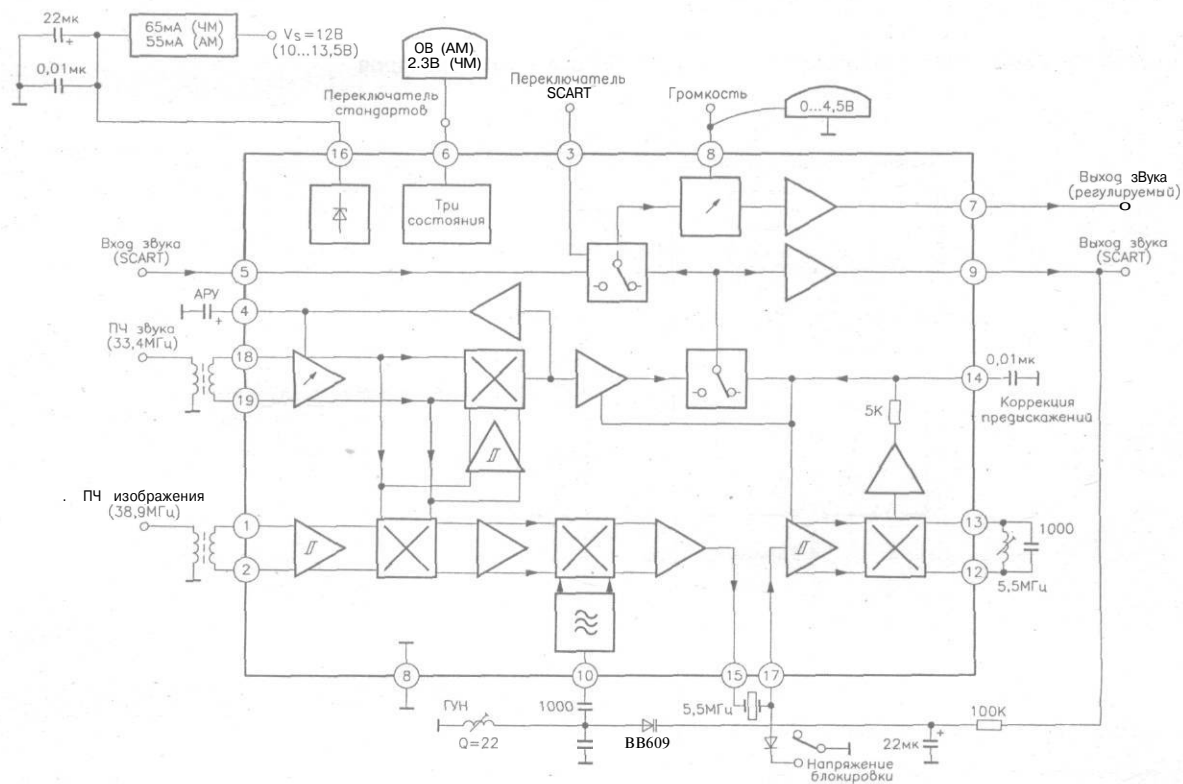 22мк
+
65мА (ЧМ)
55мА (АМ)
Vs=12В
(10...13,5В)
0,01мк
0В (АМ)
2.3В (ЧМ)
Переключатель
стандартов
Переключатель
SCART
Громкость
0...4,5В
16
6
3
8
Три
состояния
7
Выход звука
(регулируемый)
Вход звука
(SCART)
5
9
Выход звука
(SCART)
АРУ
+
4
ПЧ звука
(33,4МГц)
18
19
14
0,01мк
Коррекция
предыскажений
5К
. ПЧ изображения
(38,9МГц)
1
2
13
12
1000
5,5МГц
8
10
15
17
ГУН
Q=22
1000
BB609
5,5МГц
Напряжение
блокировки
22мк
+
100К